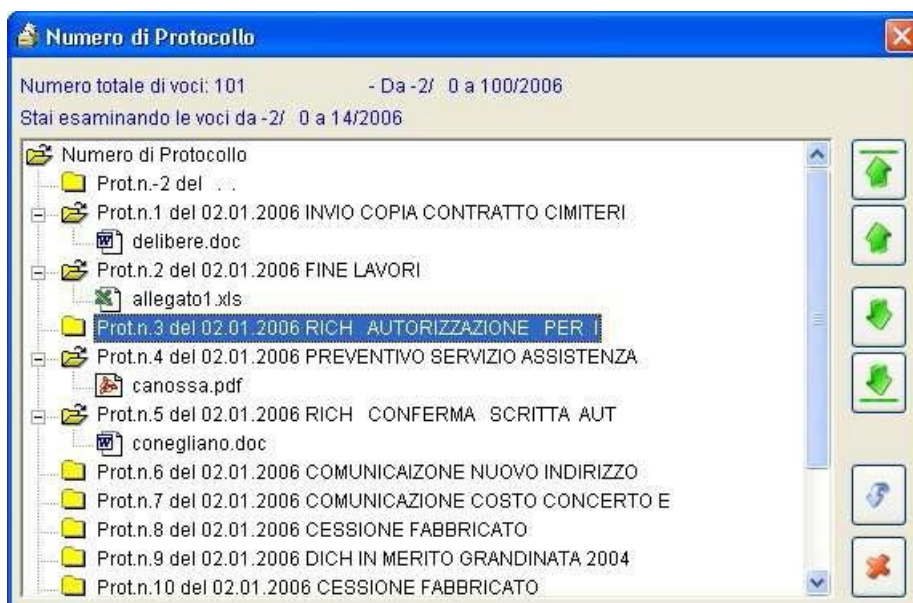 Numero di Protocollo
Numero totale di voci: 101 - Da -2/ 0 a 100/2006
Stai esaminando le voci da -2/ 0 a 14/2006
Numero di Protocollo
Prot.n.-2 del . .
Prot.n.1 del 02.01.2006 INVIO COPIA CONTRATTO CIMITERI
delibere.doc
Prot.n.2 del 02.01.2006 FINE LAVORI
allegato1.xls
Prot.n.3 del 02.01.2006 RICH AUTORIZZAZIONE PER I
Prot.n.4 del 02.01.2006 PREVENTIVO SERVIZIO ASSISTENZA
canossa.pdf
Prot.n.5 del 02.01.2006 RICH CONFERMA SCRITTA AUT
conegliano.doc
Prot.n.6 del 02.01.2006 COMUNICAIZONE NUOVO INDIRIZZO
Prot.n.7 del 02.01.2006 COMUNICAZIONE COSTO CONCERTO E
Prot.n.8 del 02.01.2006 CESSIONE FABBRICATO
Prot.n.9 del 02.01.2006 DICH IN MERITO GRANDINATA 2004
Prot.n.10 del 02.01.2006 CESSIONE FABBRICATO